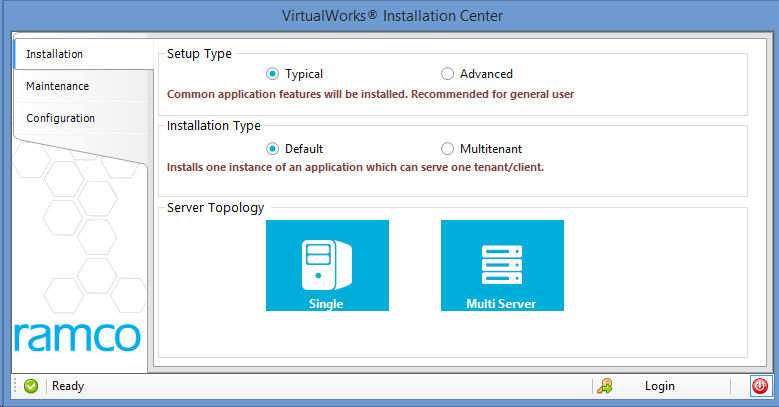 VirtualWorks® Installation Center
Installation
Maintenance
Configuration
ramco
Setup Type
Typical
Advanced
Common application features will be installed. Recommended for general user
Installation Type
Default
Multitenant
Installs one instance of an application which can serve one tenant/client.
Server Topology
Single
Multi Server
Ready
Login